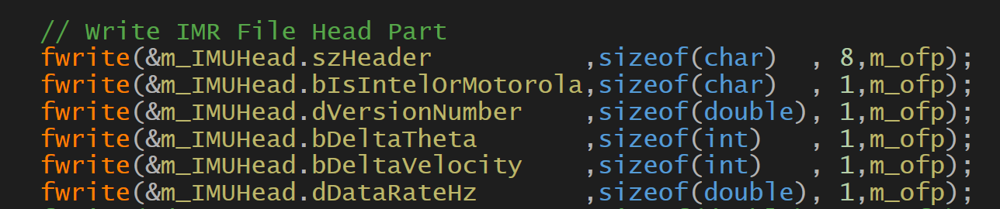 // Write IMR File Head Part
fwrite(&m_IMUHead.szHeader          ,sizeof(char)  , 8,m_ofp);
fwrite(&m_IMUHead.bIsIntelOrMotorola,sizeof(char)  , 1,m_ofp);
fwrite(&m_IMUHead.dVersionNumber    ,sizeof(double), 1,m_ofp);
fwrite(&m_IMUHead.bDeltaTheta       ,sizeof(int)   , 1,m_ofp);
fwrite(&m_IMUHead.bDeltaVelocity    ,sizeof(int)   , 1,m_ofp);
fwrite(&m_IMUHead.dDataRateHz       ,sizeof(double), 1,m_ofp);